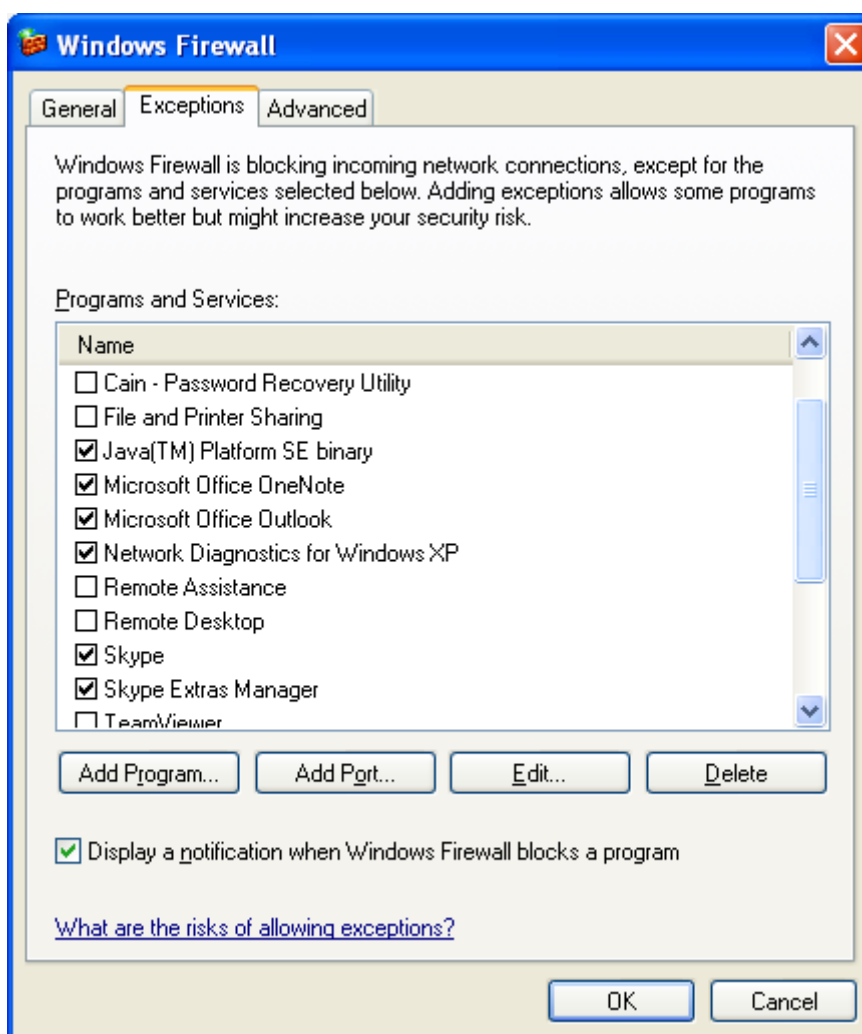 Windows Firewall
General
Exceptions
Advanced
Windows Firewall is blocking incoming network connections, except for the
programs and services selected below. Adding exceptions allows some programs
to work better but might increase your security risk.
Programs and Services:
Name
Cain - Password Recovery Utility
File and Printer Sharing
Java(TM) Platform SE binary
Microsoft Office OneNote
Microsoft Office Outlook
Network Diagnostics for Windows XP
Remote Assistance
Remote Desktop
Skype
Skype Extras Manager
TeamViewer
Add Program...
Add Port...
Edit...
Delete
Display a notification when Windows Firewall blocks a program
What are the risks of allowing exceptions?
OK
Cancel